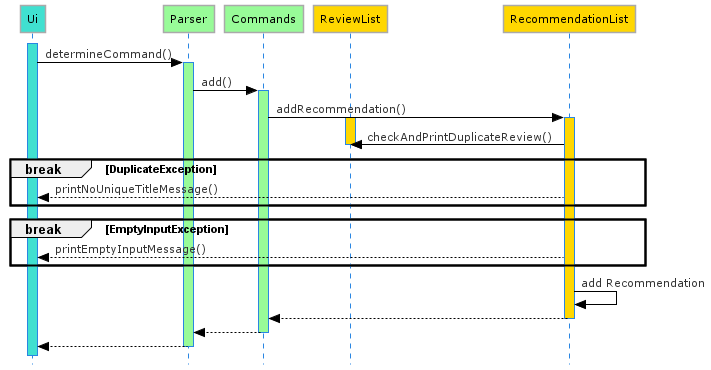 Ui Parser Commands ReviewList RecommendationList
determineCommand()
add()
addRecommendation()
checkAndPrintDuplicateReview()
break [DuplicateException]
printNoUniqueTitleMessage()
break [EmptyInputException]
printEmptyInputMessage()
add Recommendation